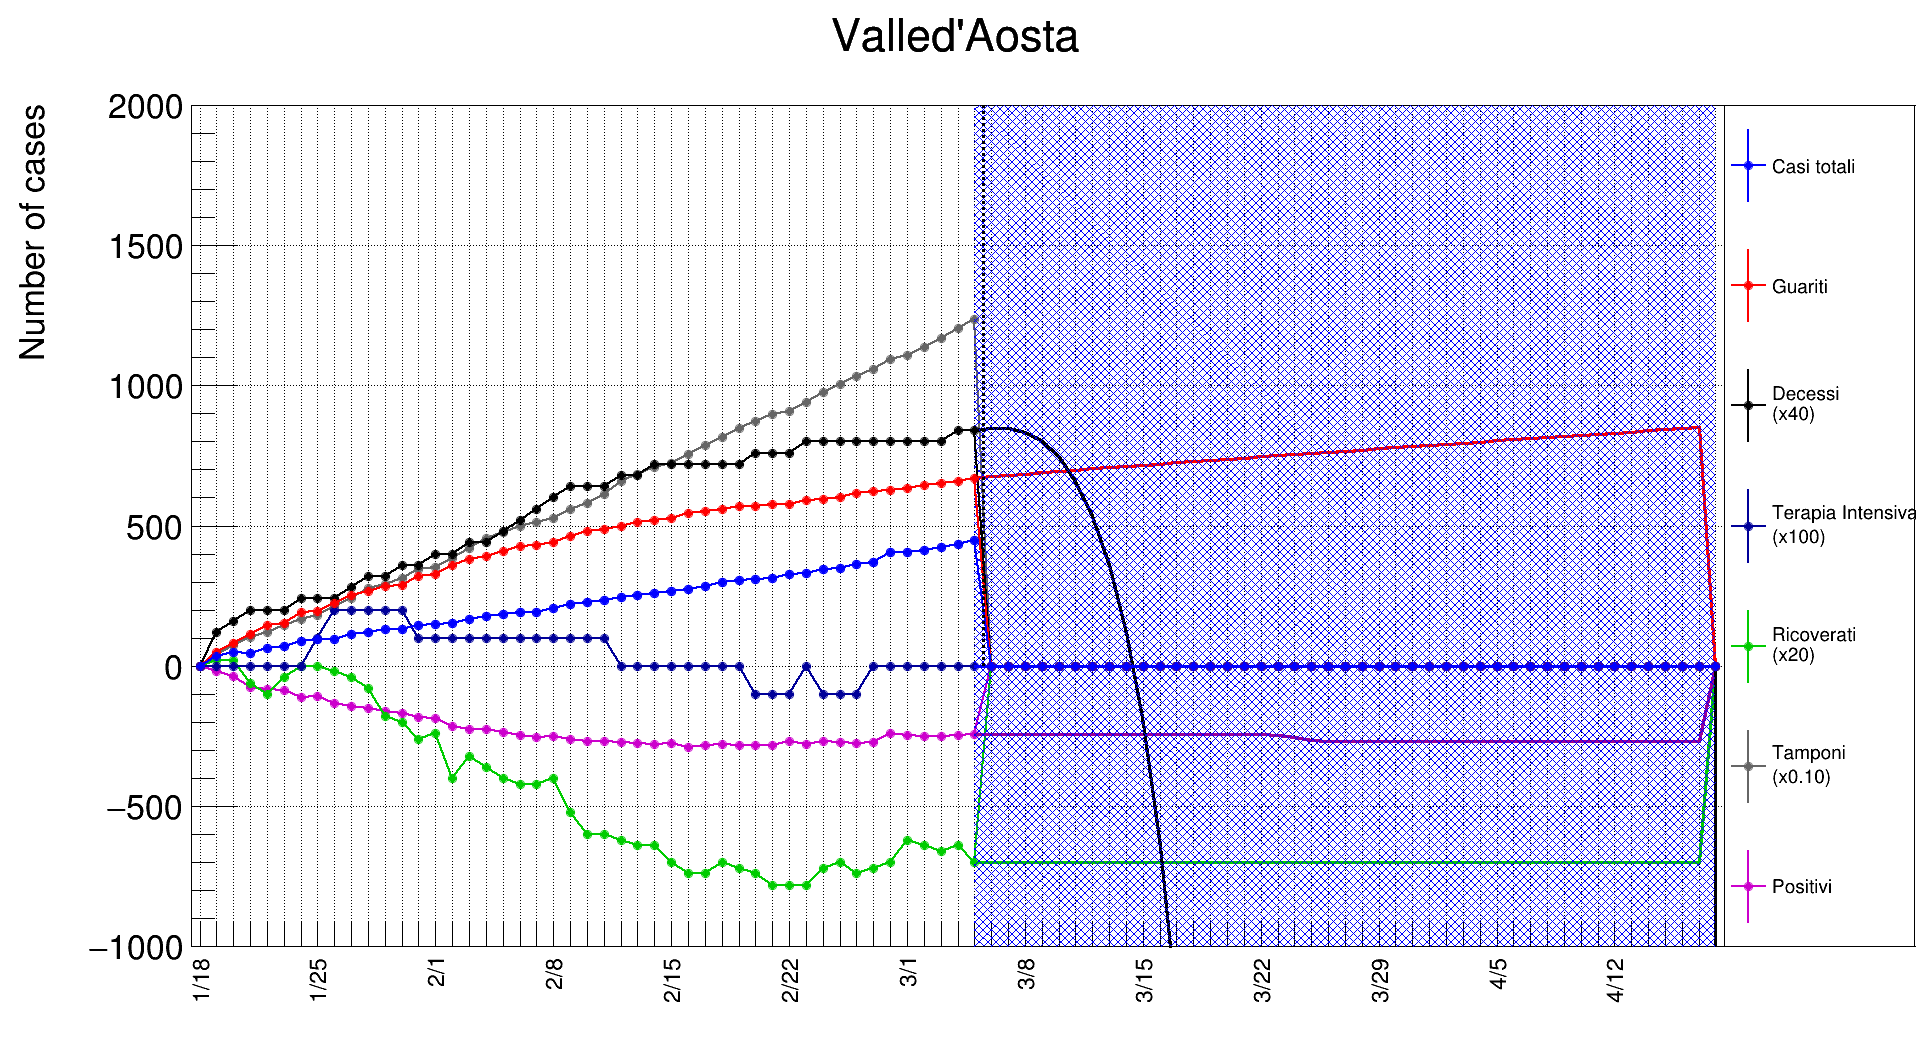 Valled'Aosta
Number of cases
2000
1500
1000
500
0
−500
−1000
1/18
1/25
2/1
2/8
2/15
2/22
3/1
3/8
3/15
3/22
3/29
4/5
4/12
Casi totali
Guariti
Decessi
(x40)
Terapia Intensiva
(x100)
Ricoverati
(x20)
Tamponi
(x0.10)
Positivi